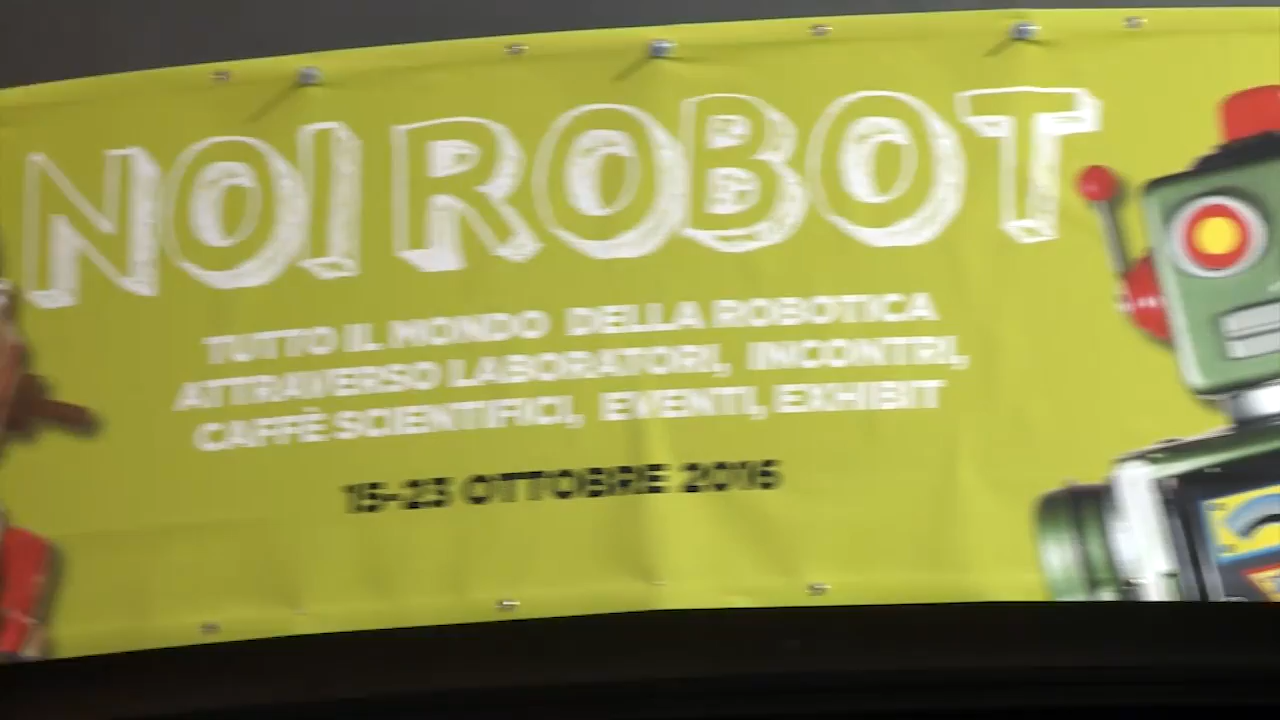 NOI ROBOT
TUTTO IL MONDO DELLA ROBOTICA
ATTRAVERSO LABORATORI, INCONTRI,
CAFFÈ SCIENTIFICI, EVENTI, EXHIBIT
15-23 OTTOBRE 2016